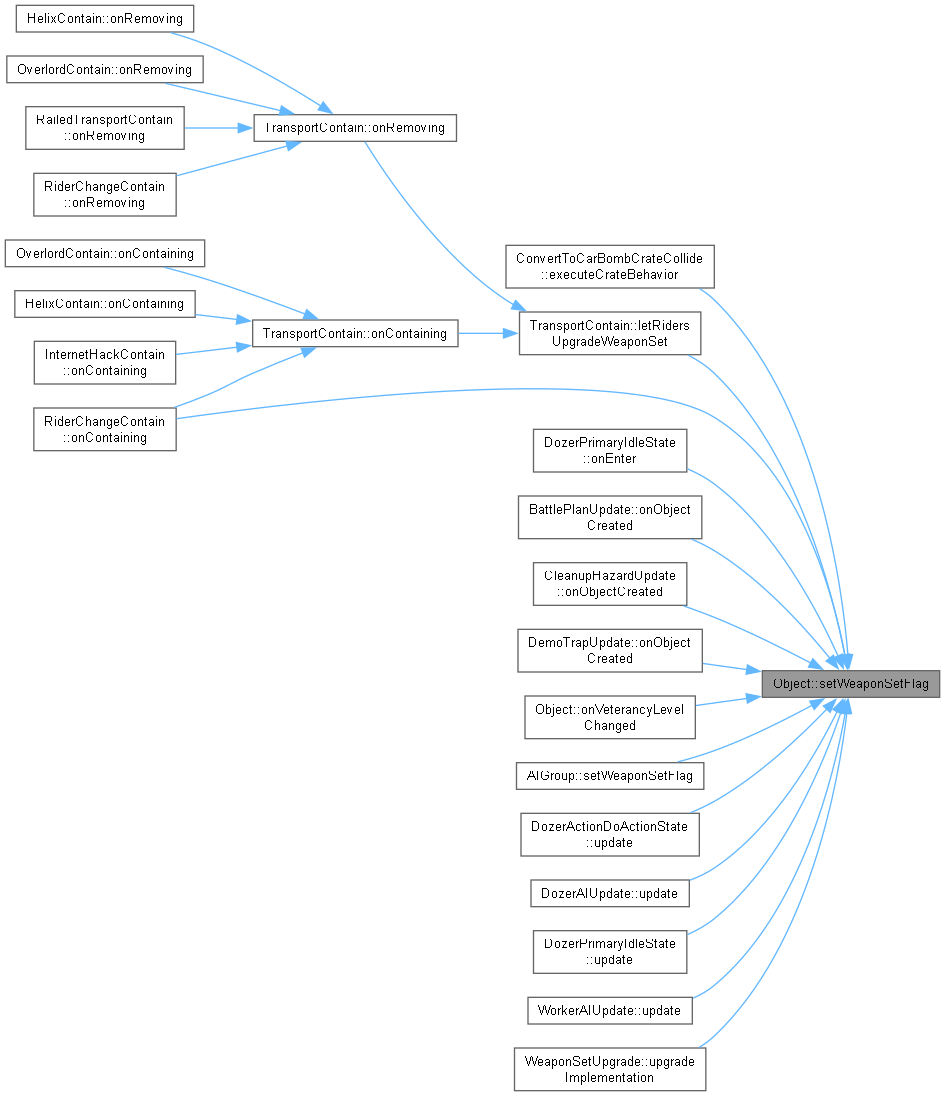 HelixContain::onRemoving
OverlordContain::onRemoving
RailedTransportContain
::onRemoving
TransportContain::onRemoving
RiderChangeContain
::onRemoving
OverlordContain::onContaining
HelixContain::onContaining
InternetHackContain
::onContaining
RiderChangeContain
::onContaining
TransportContain::onContaining
ConvertToCarBombCrateCollide
::executeCrateBehavior
TransportContain::letRiders
UpgradeWeaponSet
DozerPrimaryIdleState
::onEnter
BattlePlanUpdate::onObject
Created
CleanupHazardUpdate
::onObjectCreated
DemoTrapUpdate::onObject
Created
Object::setWeaponSetFlag
Object::onVeterancyLevel
Changed
AIGroup::setWeaponSetFlag
DozerActionDoActionState
::update
DozerAIUpdate::update
DozerPrimaryIdleState
::update
WorkerAIUpdate::update
WeaponSetUpgrade::upgrade
Implementation